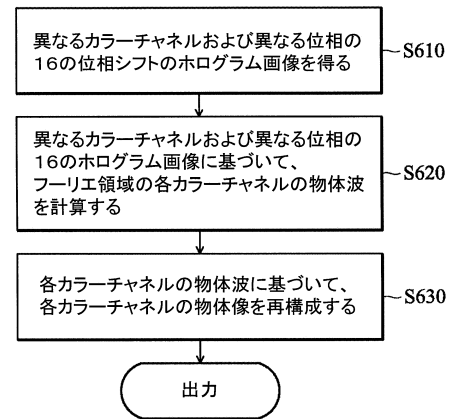 異なるカラーチャネルおよび異なる位相の
16の位相シフトのホログラム画像を得る
S610
異なるカラーチャネルおよび異なる位相の
16のホログラム画像に基づいて、
フーリエ領域の各カラーチャネルの物体波
を計算する
S620
各カラーチャネルの物体波に基づいて、
各カラーチャネルの物体像を再構成する
S630
出力